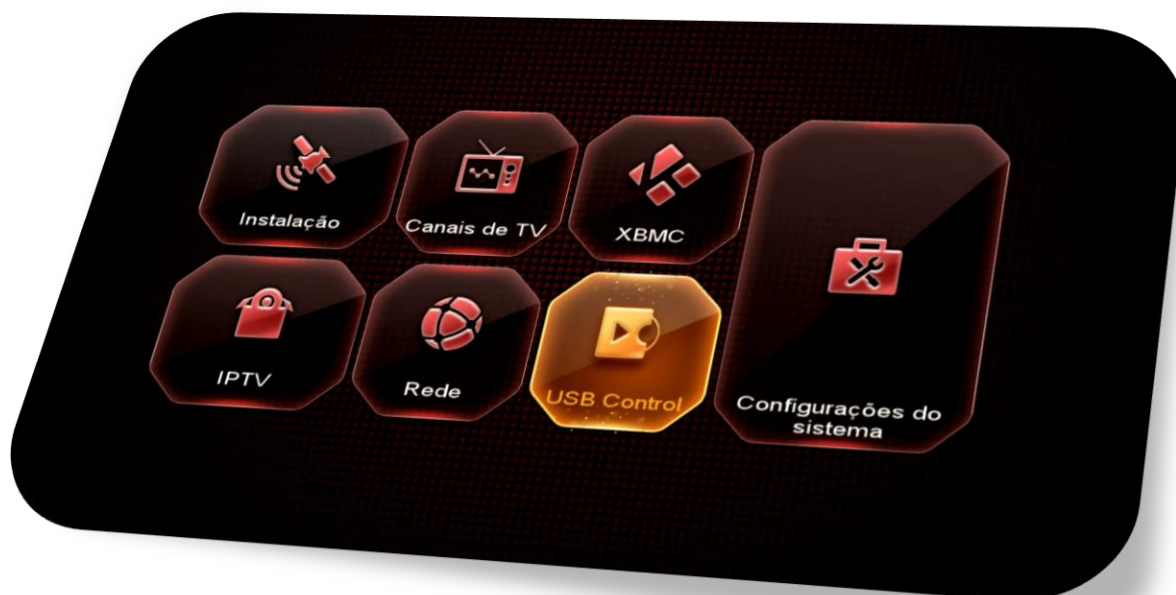 Instalação
Canais de TV
XBMC
IPTV
Rede
USB Control
Configurações do
sistema